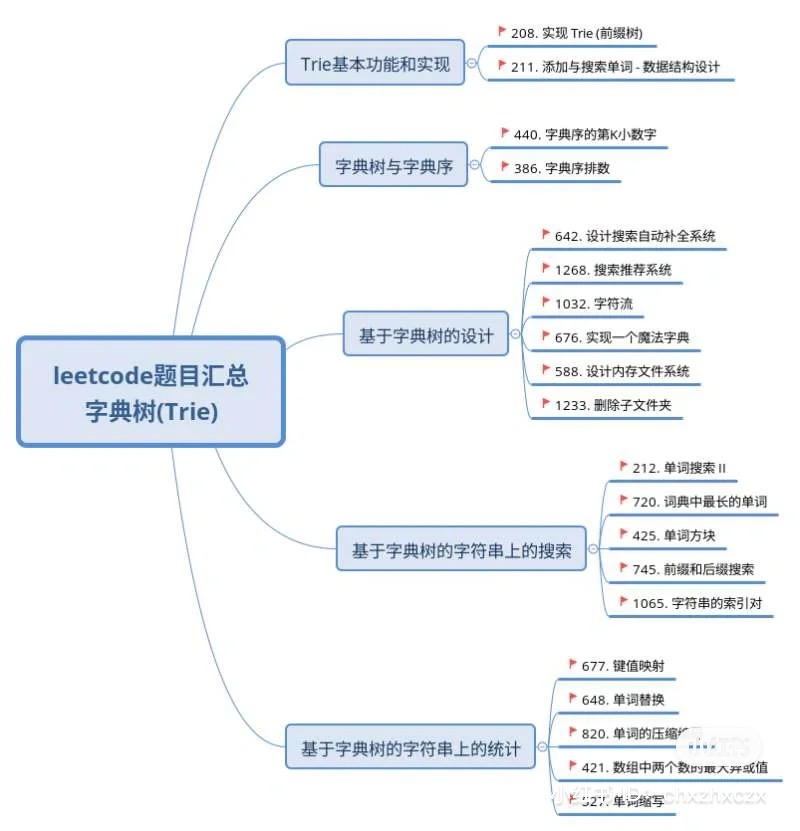 leetcode题目汇总
字典树(Trie)
Trie基本功能和实现
208. 实现 Trie (前缀树)
211. 添加与搜索单词 - 数据结构设计
字典树与字典序
440. 字典序的第K小数字
386. 字典序排数
基于字典树的设计
642. 设计搜索自动补全系统
1268. 搜索推荐系统
1032. 字符流
676. 实现一个魔法字典
588. 设计内存文件系统
1233. 删除子文件夹
基于字典树的字符串上的搜索
212. 单词搜索 II
720. 词典中最长的单词
425. 单词方块
745. 前缀和后缀搜索
1065. 字符串的索引对
基于字典树的字符串上的统计
677. 键值映射
648. 单词替换
820. 单词的压缩
421. 数组中两个数的最大异或值
527. 单词缩写